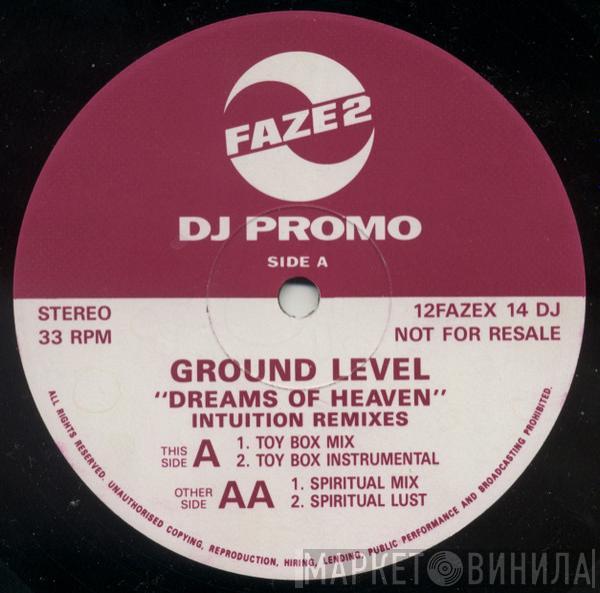 FAZE2
DJ PROMO
SIDE A
STEREO
33 RPM
12FAZEX 14 DJ
NOT FOR RESALE
GROUND LEVEL
"DREAMS OF HEAVEN"
INTUITION REMIXES
THIS SIDE A
1. TOY BOX MIX
2. TOY BOX INSTRUMENTAL
OTHER SIDE AA
1. SPIRITUAL MIX
2. SPIRITUAL LUST
ALL RIGHTS RESERVED. UNAUTHORISED COPYING, REPRODUCTION, HIRING, LENDING, PUBLIC PERFORMANCE AND BROADCASTING PROHIBITED.
МАРКЕТ ВИНИЛА